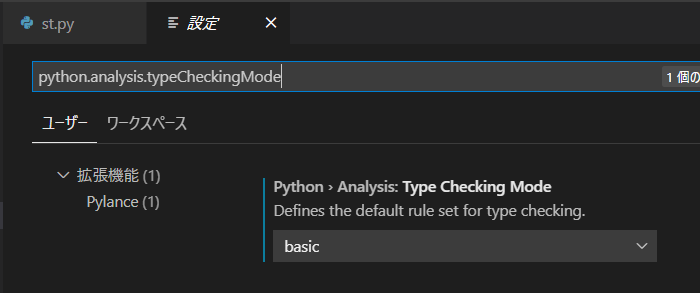 st.py
設定
python.analysis.typeCheckingMode
1 個の
ユーザー ワークスペース
拡張機能 (1)
Pylance (1)
Python › Analysis: Type Checking Mode
Defines the default rule set for type checking.
basic